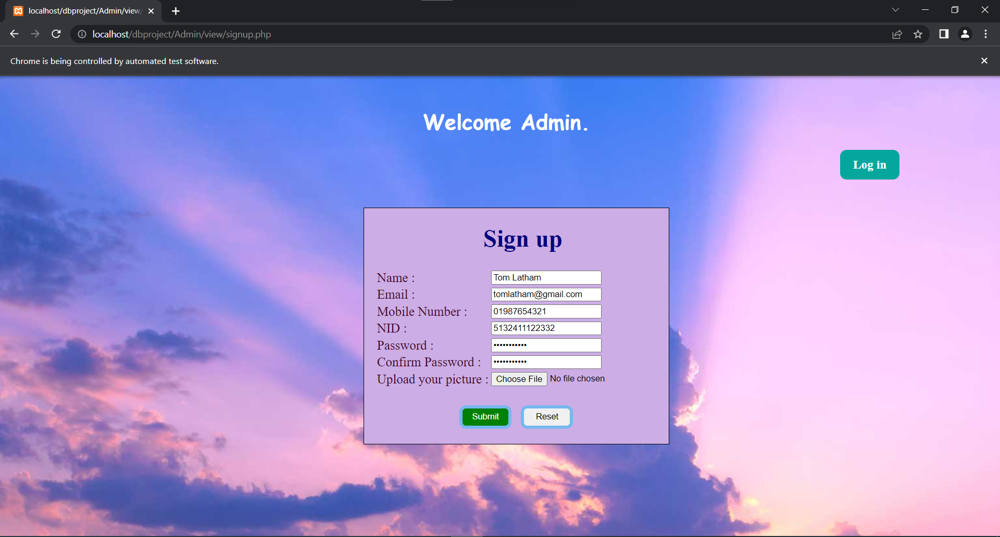 localhost/dbproject/Admin/view/
localhost/dbproject/Admin/view/signup.php
Chrome is being controlled by automated test software.
Welcome Admin.
Log in
Sign up
Name : Tom Latham
Email : tomlatham@gmail.com
Mobile Number : 01987654321
NID : 5132411122332
Password : •••••••••••
Confirm Password : •••••••••••
Upload your picture : Choose File No file chosen
Submit Reset